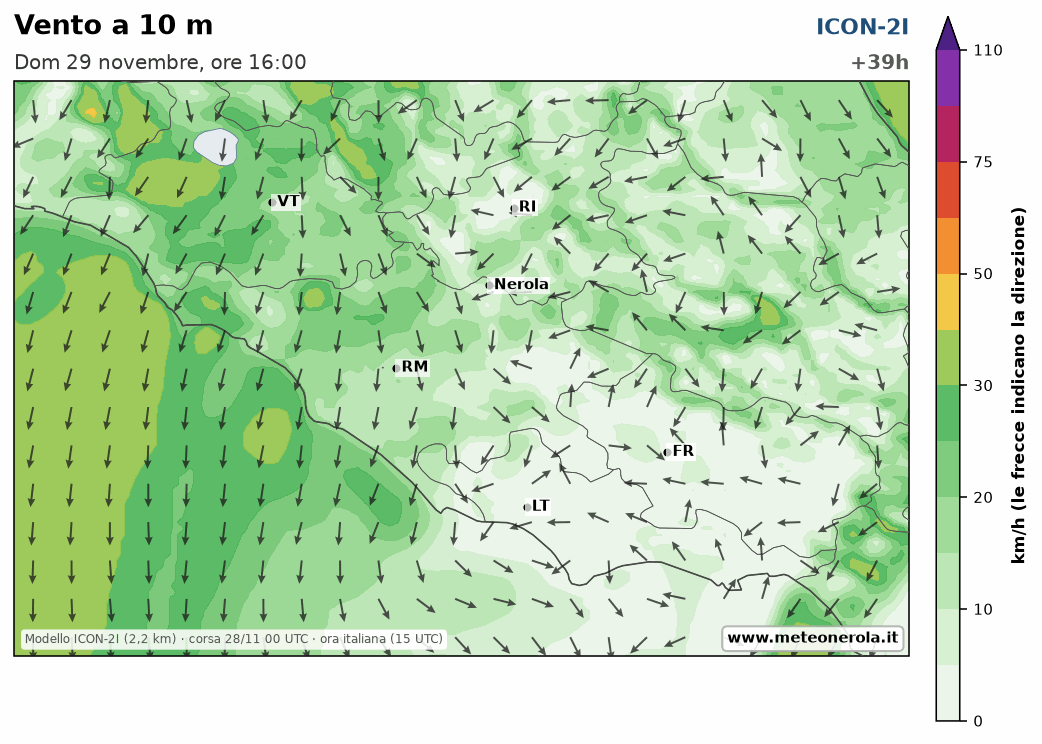 Vento a 10 m
ICON-2I
Dom 29 novembre, ore 16:00
+39h
110
75
50
30
20
10
0
km/h (le frecce indicano la direzione)
VT
RI
Nerola
RM
FR
LT
Modello ICON-2I (2,2 km) · corsa 28/11 00 UTC · ora italiana (15 UTC)
www.meteonerola.it